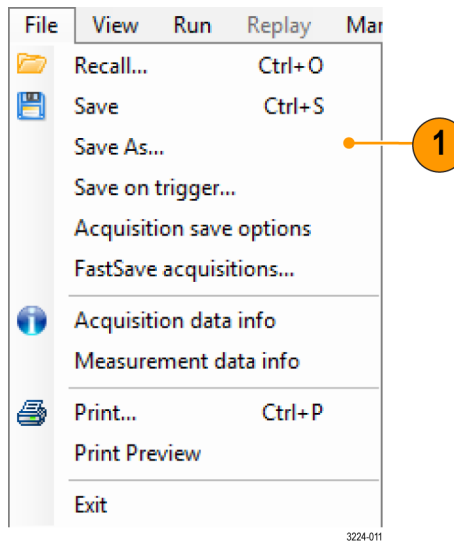 File View Run Replay Mar
Recall... Ctrl+O
Save Ctrl+S
Save As...
1
Save on trigger...
Acquisition save options
FastSave acquisitions...
Acquisition data info
Measurement data info
Print... Ctrl+P
Print Preview
Exit
3224-011